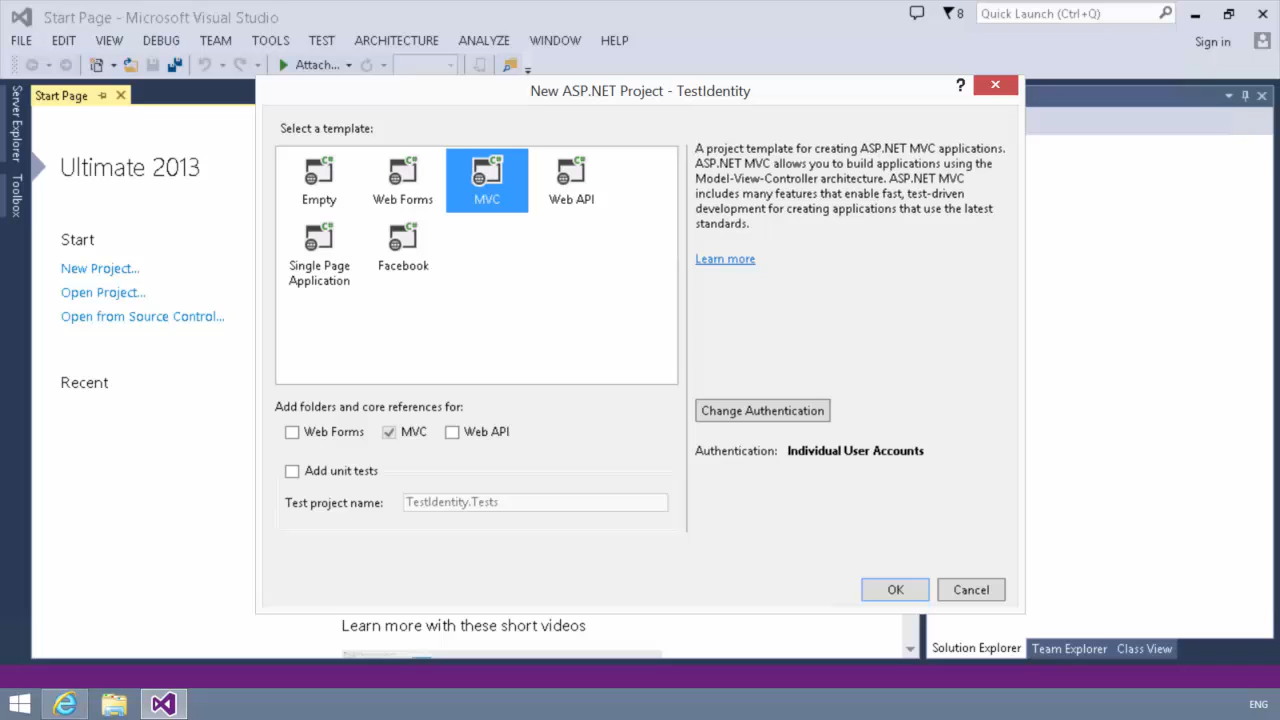 Start Page - Microsoft Visual Studio
8
Quick Launch (Ctrl+Q)
FILE EDIT VIEW DEBUG TEAM TOOLS TEST ARCHITECTURE ANALYZE WINDOW HELP
Sign in
Attach...
Server Explorer
Toolbox
Start Page
Ultimate 2013
Start
New Project...
Open Project...
Open from Source Control...
Recent
New ASP.NET Project - TestIdentity
?
Select a template:
Empty
Web Forms
MVC
Web API
Single Page
Application
Facebook
A project template for creating ASP.NET MVC applications.
ASP.NET MVC allows you to build applications using the
Model-View-Controller architecture. ASP.NET MVC
includes many features that enable fast, test-driven
development for creating applications that use the latest
standards.
Learn more
Add folders and core references for:
Web Forms MVC Web API
Add unit tests
Test project name: TestIdentity.Tests
Change Authentication
Authentication: Individual User Accounts
OK Cancel
Learn more with these short videos
Solution Explorer Team Explorer Class View
ENG